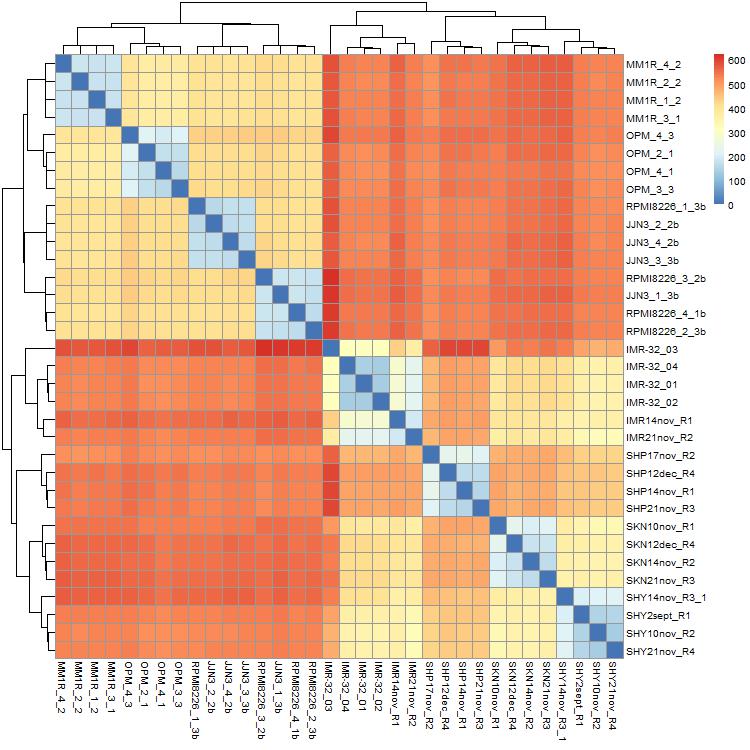 600
500
400
300
200
100
0
MM1R_4_2
MM1R_2_2
MM1R_1_2
MM1R_3_1
OPM_4_3
OPM_2_1
OPM_4_1
OPM_3_3
RPMI8226_1_3b
JJN3_2_2b
JJN3_4_2b
JJN3_3_3b
RPMI8226_3_2b
JJN3_1_3b
RPMI8226_4_1b
RPMI8226_2_3b
IMR-32_03
IMR-32_04
IMR-32_01
IMR-32_02
IMR14nov_R1
IMR21nov_R2
SHP17nov_R2
SHP12dec_R4
SHP14nov_R1
SHP21nov_R3
SKN10nov_R1
SKN12dec_R4
SKN14nov_R2
SKN21nov_R3
SHY14nov_R3_1
SHY2sept_R1
SHY10nov_R2
SHY21nov_R4
MM1R_4_2
MM1R_2_2
MM1R_1_2
MM1R_3_1
OPM_4_3
OPM_2_1
OPM_4_1
OPM_3_3
RPMI8226_1_3b
JJN3_2_2b
JJN3_4_2b
JJN3_3_3b
RPMI8226_3_2b
JJN3_1_3b
RPMI8226_4_1b
RPMI8226_2_3b
IMR-32_03
IMR-32_04
IMR-32_01
IMR-32_02
IMR14nov_R1
IMR21nov_R2
SHP17nov_R2
SHP12dec_R4
SHP14nov_R1
SHP21nov_R3
SKN10nov_R1
SKN12dec_R4
SKN14nov_R2
SKN21nov_R3
SHY14nov_R3_1
SHY2sept_R1
SHY10nov_R2
SHY21nov_R4